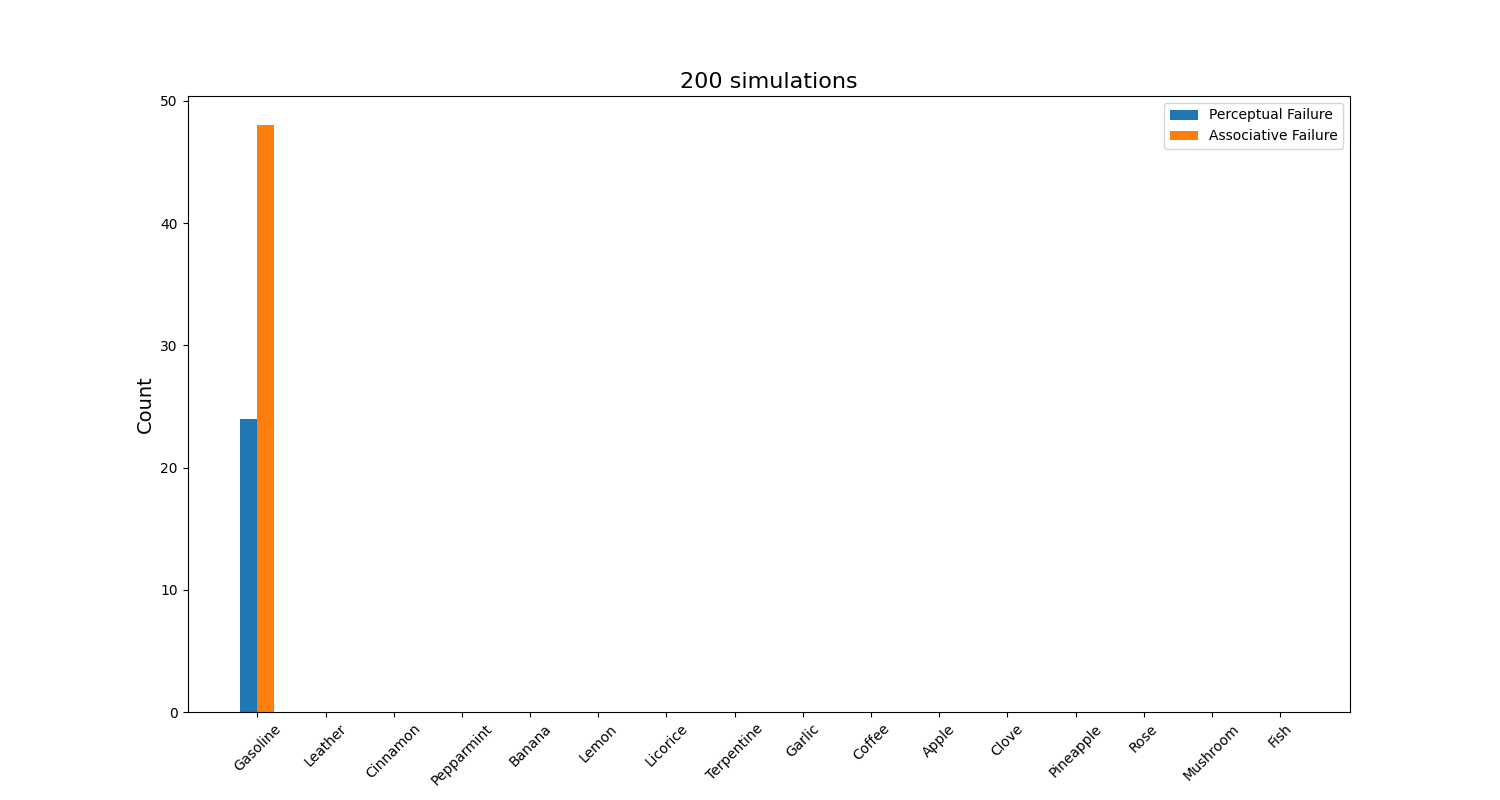 200 simulations
50
40
30
20
10
0
Count
Perceptual Failure
Associative Failure
Gasoline
Leather
Cinnamon
Pepparmint
Banana
Lemon
Licorice
Terpentine
Garlic
Coffee
Apple
Clove
Pineapple
Rose
Mushroom
Fish